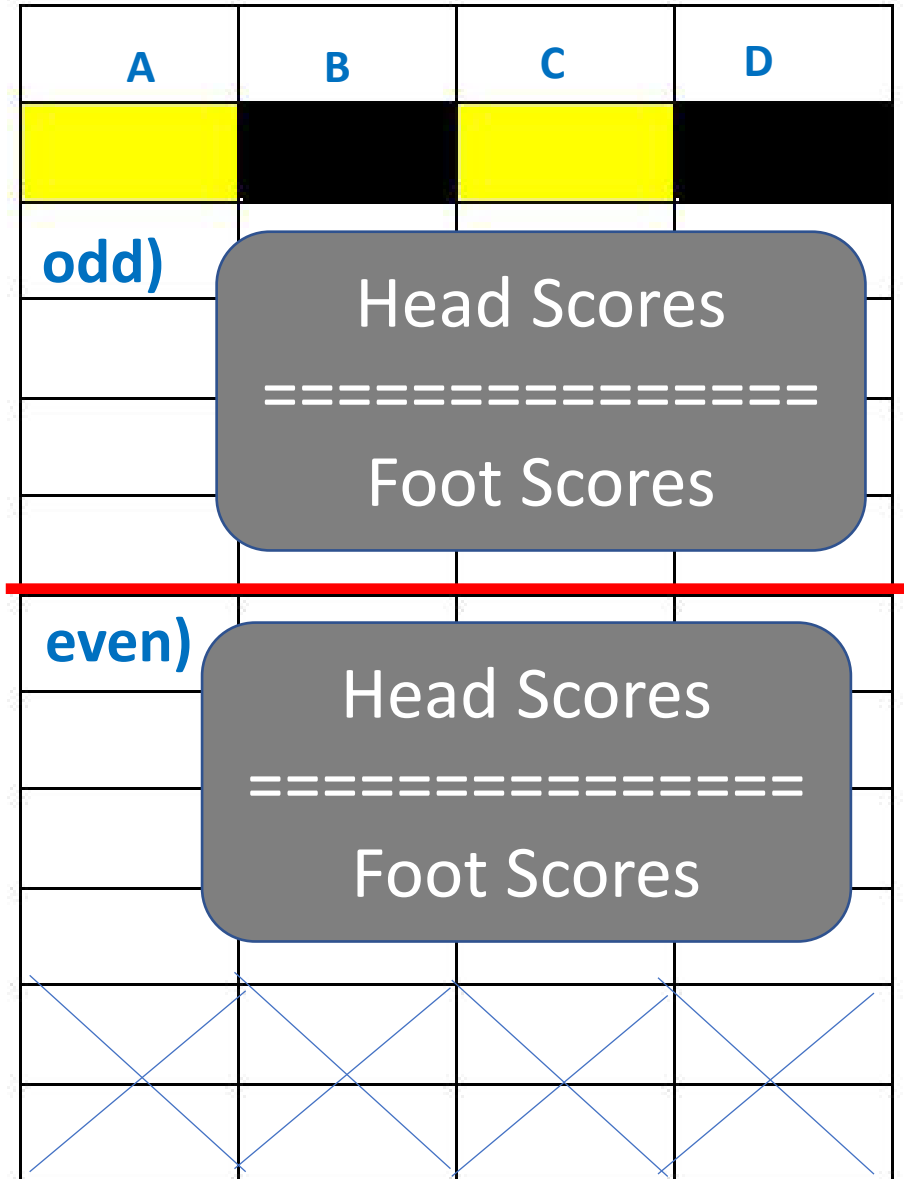 A B C D
odd)
Head Scores
===============
Foot Scores
even)
Head Scores
===============
Foot Scores